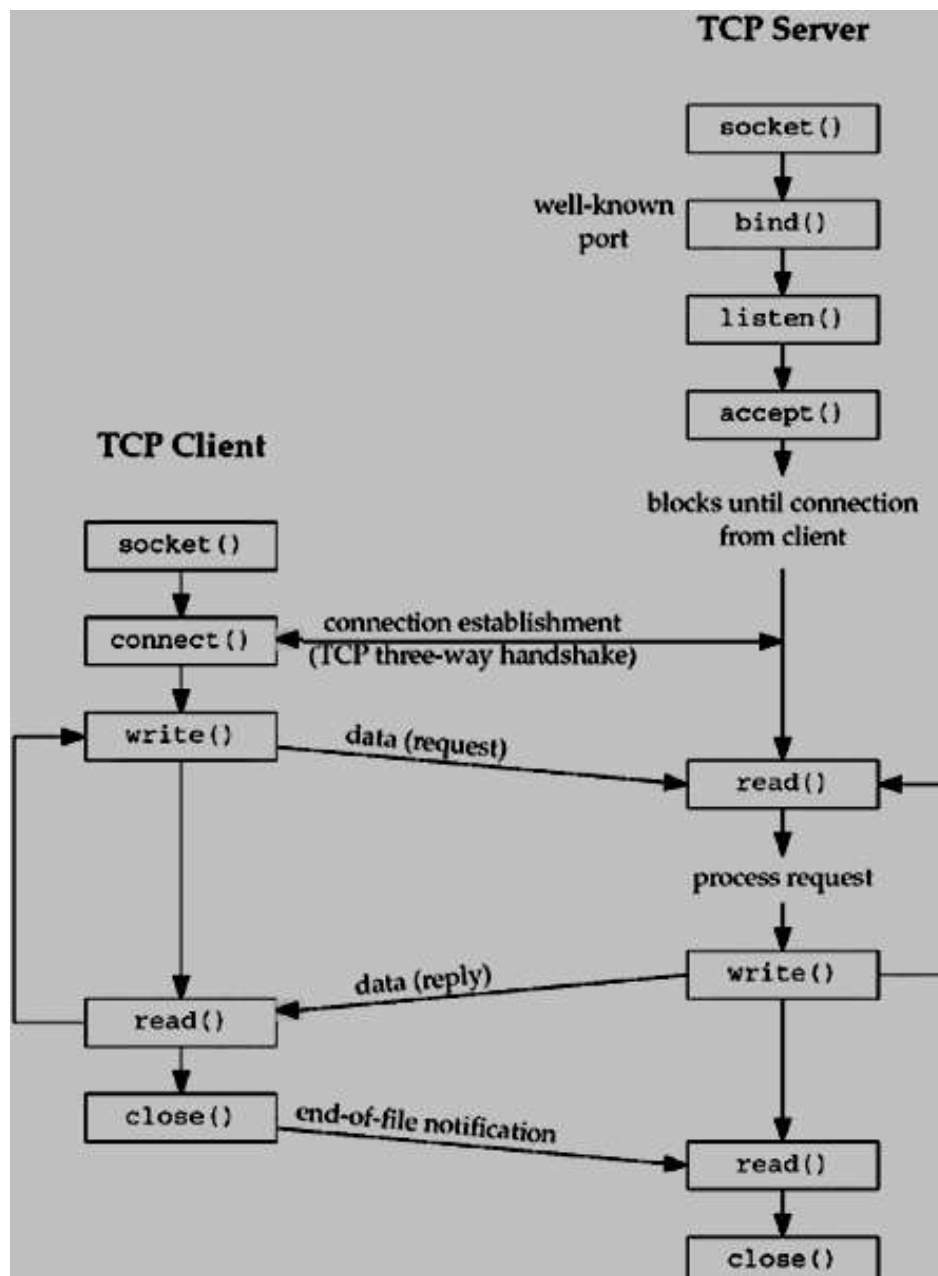 TCP Server
socket()
well-known
port
bind()
listen()
accept()
TCP Client
blocks until connection
from client
socket()
connect()
connection establishment
(TCP three-way handshake)
write()
data (request)
read()
process request
write()
data (reply)
read()
close()
end-of-file notification
read()
close()